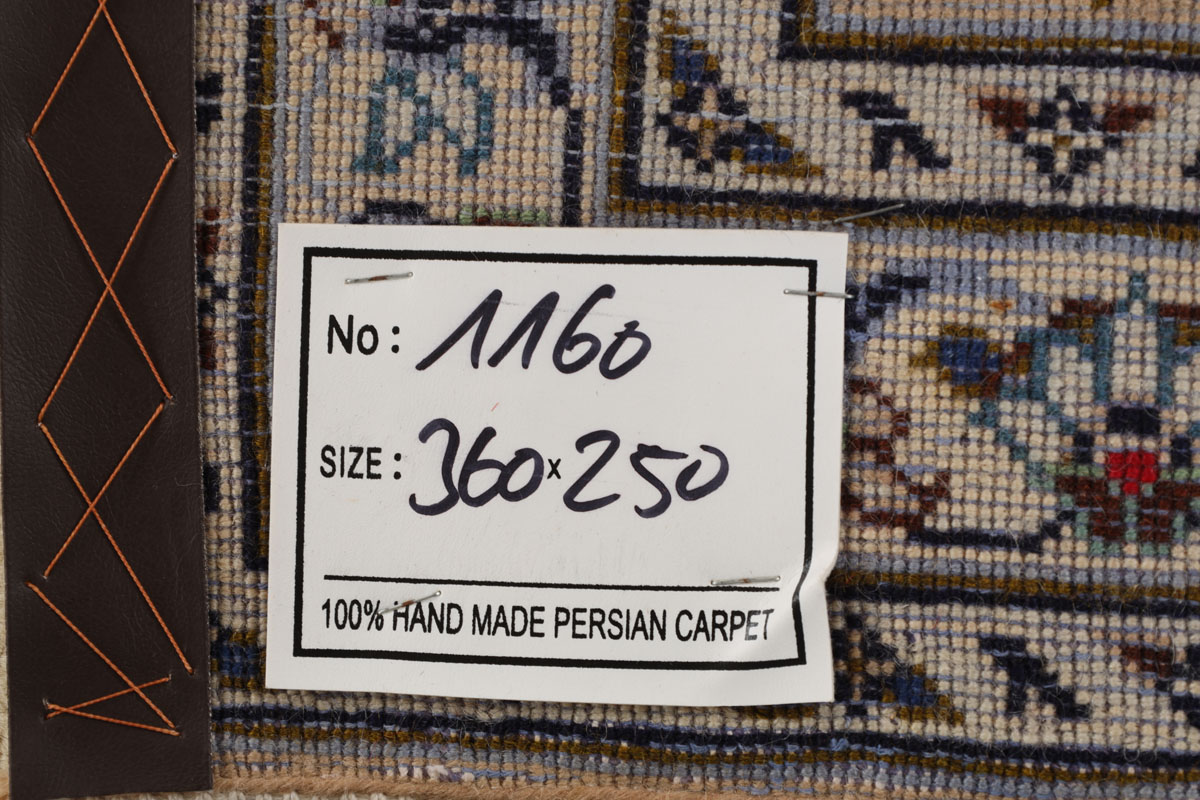 No: 1160
SIZE: 360x250
100% HAND MADE PERSIAN CARPET